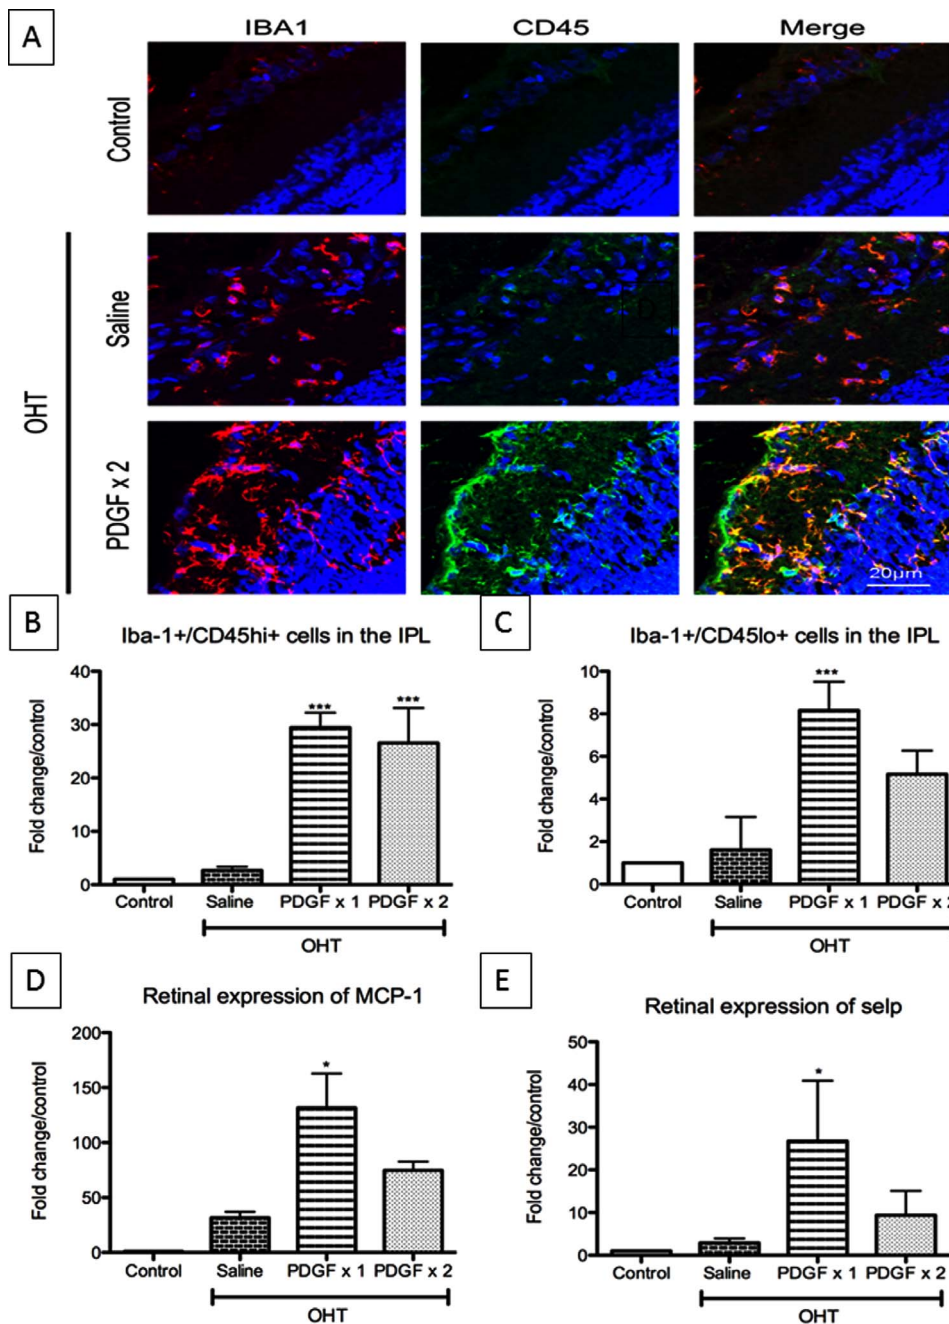 A
IBA1
CD45
Merge
Control
Saline
OHT
PDGF x 2
20µm
B
Iba-1+/CD45hi+ cells in the IPL
Fold change/control
40
30
20
10
0
***
***
Control
Saline
PDGF x 1
PDGF x 2
OHT
C
Iba-1+/CD45lo+ cells in the IPL
Fold change/control
10
8
6
4
2
0
***
Control
Saline
PDGF x 1
PDGF x 2
OHT
D
Retinal expression of MCP-1
Fold change/control
200
150
100
50
0
*
Control
Saline
PDGF x 1
PDGF x 2
OHT
E
Retinal expression of selp
Fold change/control
50
40
30
20
10
0
*
Control
Saline
PDGF x 1
PDGF x 2
OHT